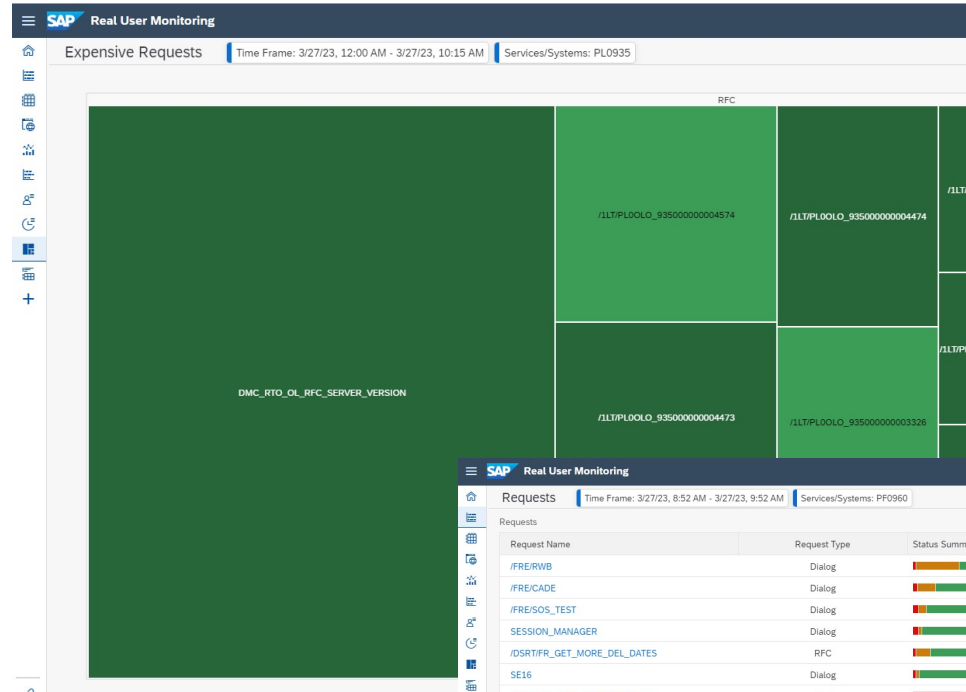 SAP Real User Monitoring
Expensive Requests Time Frame: 3/27/23, 12:00 AM - 3/27/23, 10:15 AM Services/Systems: PL0935
RFC
DMC_RTO_OL_RFC_SERVER_VERSION
/1LT/PL0OLO_935000000004574
/1LT/PL0OLO_935000000004473
/1LT/PL0OLO_935000000004474
/1LT/PL0OLO_935000000003326
/1LT/
/1LT/P
SAP Real User Monitoring
Requests Time Frame: 3/27/23, 8:52 AM - 3/27/23, 9:52 AM Services/Systems: PF0960
Requests
Request Name Request Type Status Summ
/FRE/RWB Dialog
/FRE/CADE Dialog
/FRE/SOS_TEST Dialog
SESSION_MANAGER Dialog
/DSRT/FR_GET_MORE_DEL_DATES RFC
SE16 Dialog